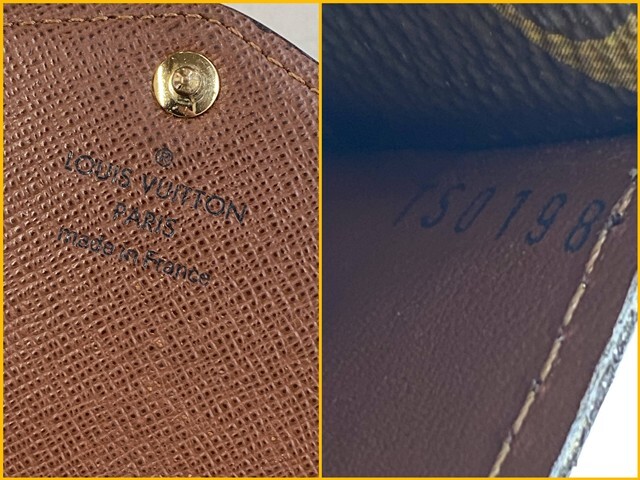 ®
LOUIS VUITTON
PARIS
made in France
TS0198